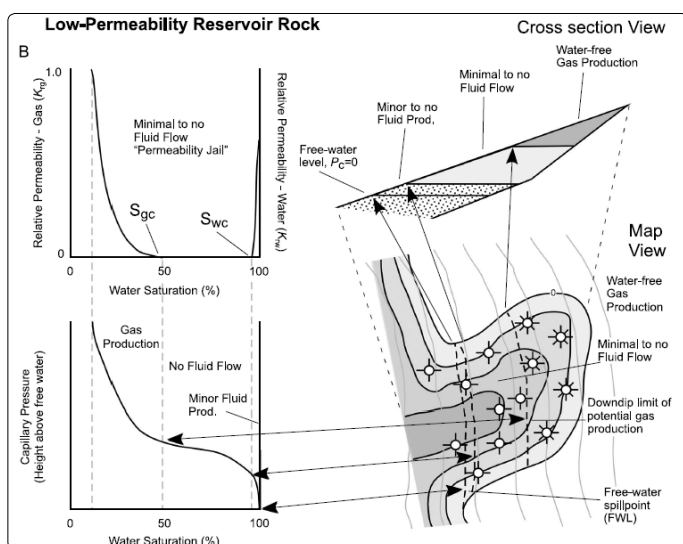 Low-Permeability Reservoir Rock
Cross section View
B
1.0
Relative Permeability - Gas (Krg)
Minimal to no
Fluid Flow
"Permeability Jail"
Sgc
Swc
0
0
50
100
Water Saturation (%)
Relative Permeability - Water (Krw)
Water-free
Gas Production
Minimal to no
Fluid Flow
Minor to no
Fluid Prod.
Free-water
level, PC=0
Map
View
0
Water-free
Gas
Production
Minimal to no
Fluid Flow
Downdip limit of
potential gas
production
Free-water
spillpoint
(FWL)
Capillary Pressure
(Height above free water)
Gas
Production
No Fluid Flow
Minor Fluid
Prod.
0
50
100
Water Saturation (%)